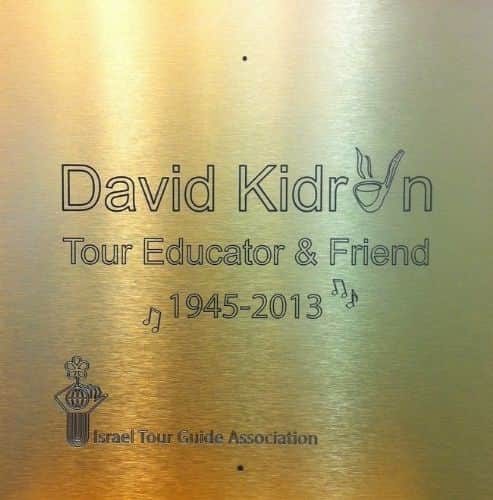 David Kidron
Tour Educator & Friend
1945-2013
Israel Tour Guide Association